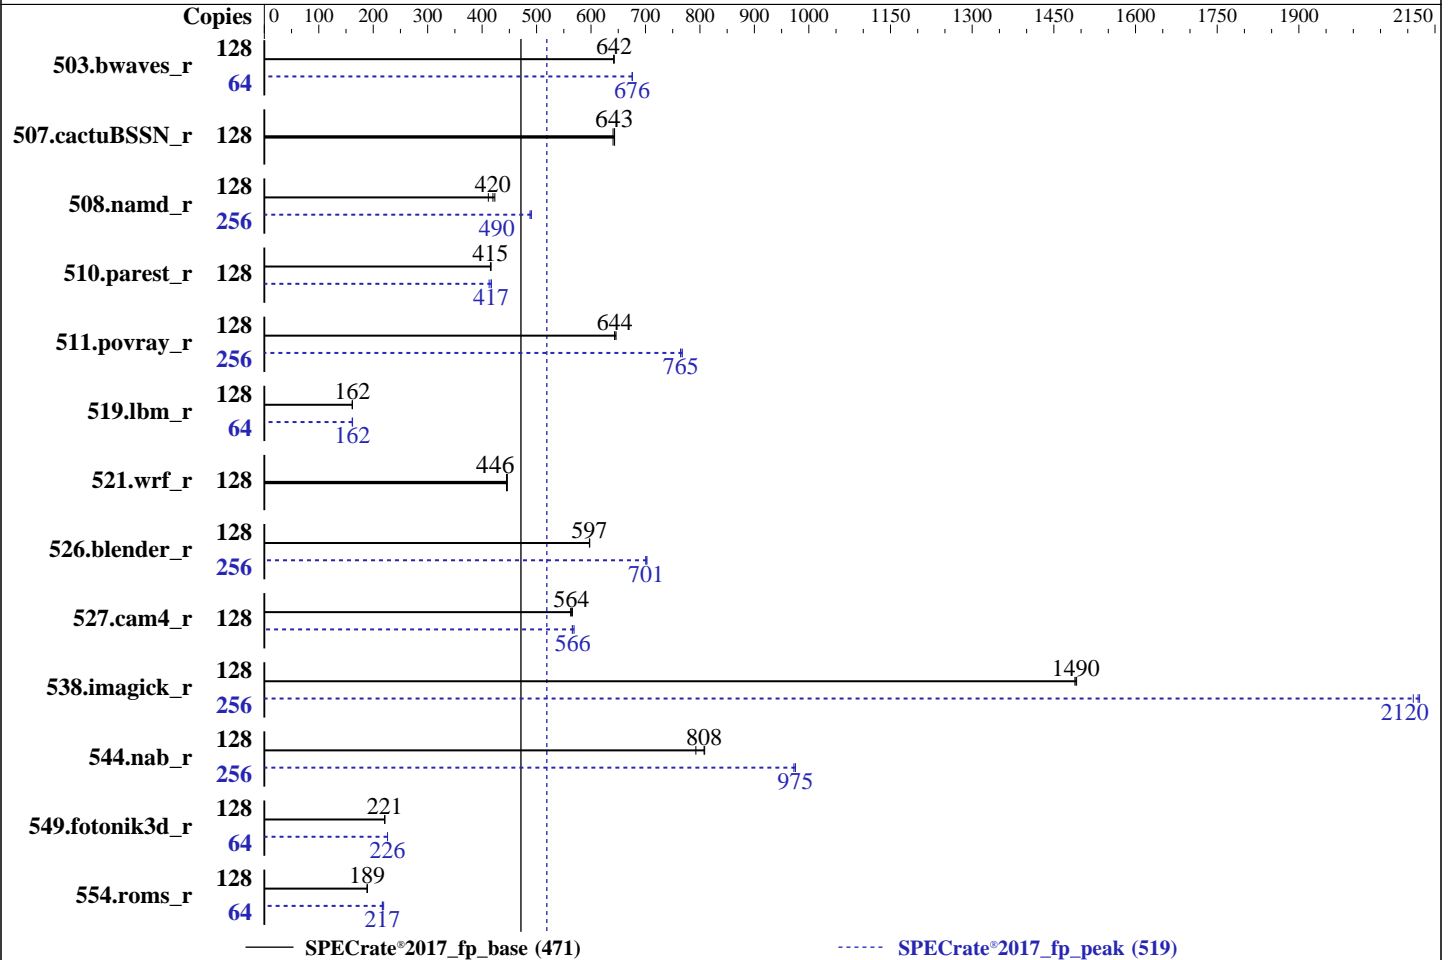 Copies 0 100 200 300 400 500 600 700 800 900 1000 1150 1300 1450 1600 1750 1900 2150
503.bwaves_r 128 642
64 676
507.cactuBSSN_r 128 643
508.namd_r 128 420
256 490
510.parest_r 128 415
417
511.povray_r 128 644
256 765
519.lbm_r 128 162
64 162
521.wrf_r 128 446
526.blender_r 128 597
256 701
527.cam4_r 128 564
566
538.imagick_r 128 1490
256 2120
544.nab_r 128 808
256 975
549.fotonik3d_r 128 221
64 226
554.roms_r 128 189
64 217
SPECrate®2017_fp_base (471) SPECrate®2017_fp_peak (519)